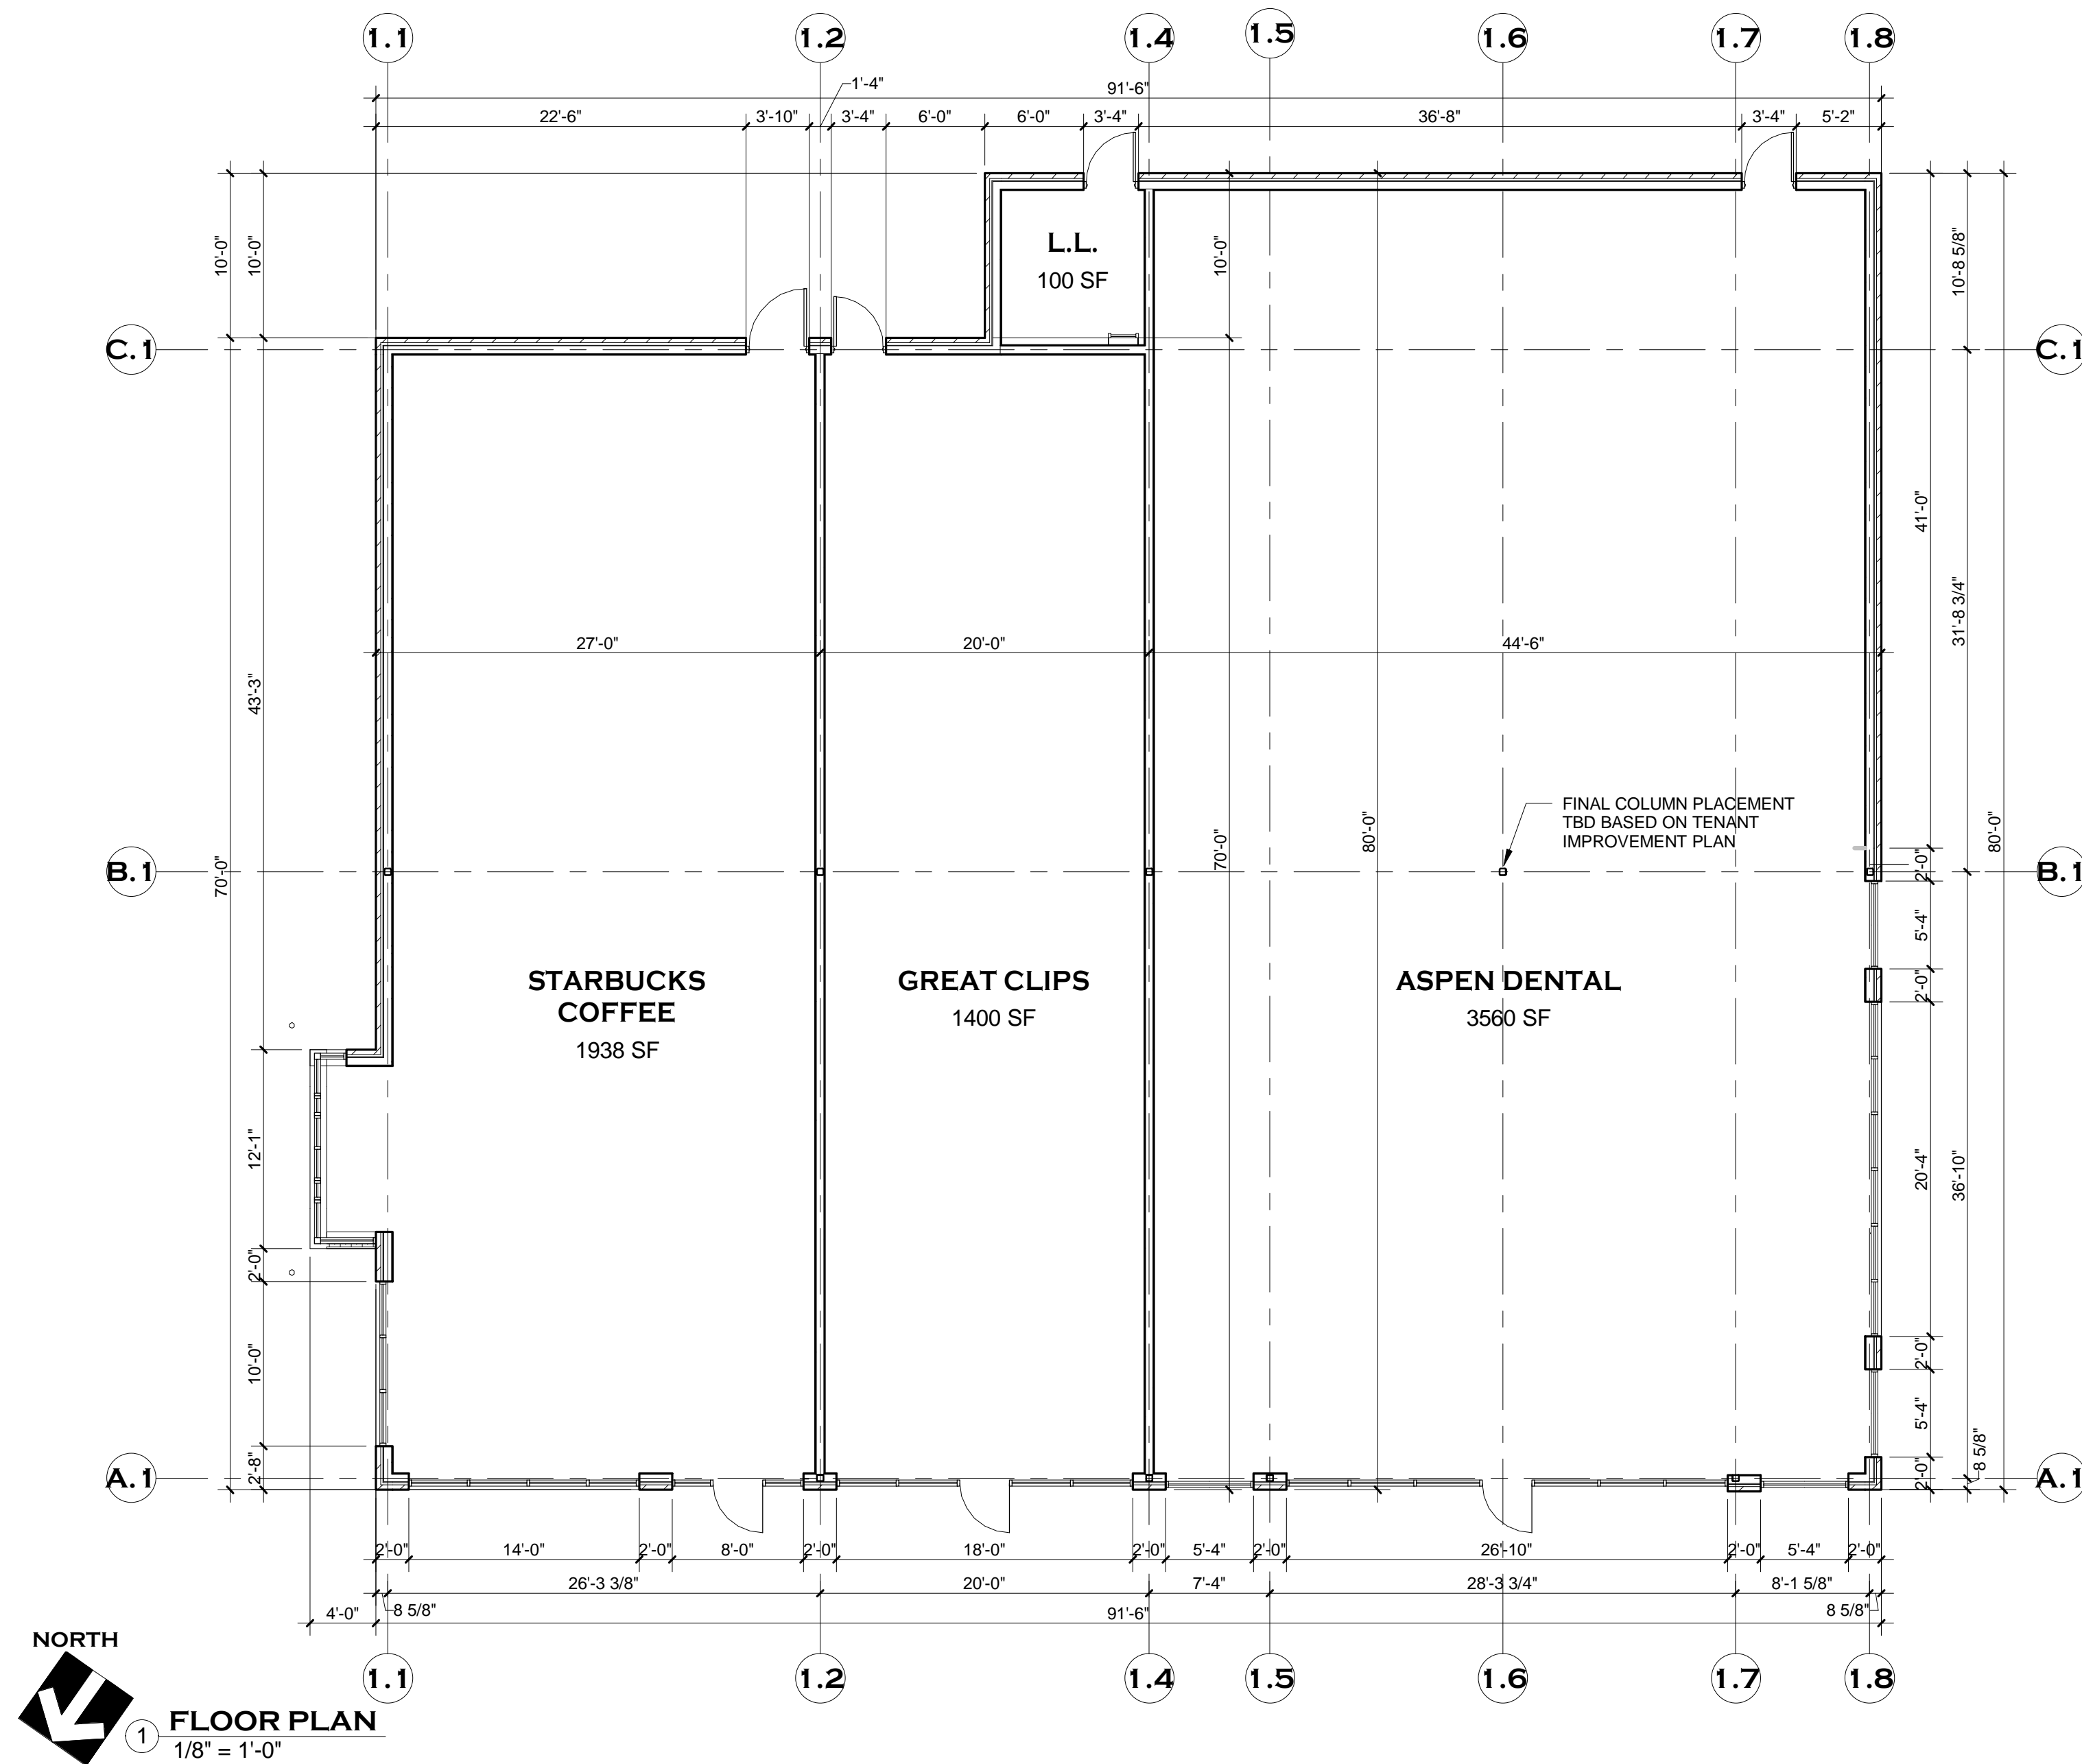 1.1 1.2 1.4 1.5 1.6 1.7 1.8
1'-4"
91'-6"
22'-6" 3'-10" 3'-4" 6'-0" 6'-0" 3'-4" 36'-8" 3'-4" 5'-2"
10'-0" 10'-0" 10'-0" 10'-8 5/8"
L.L.
100 SF
C.1 C.1
41'-0"
31'-8 3/4"
27'-0" 20'-0" 44'-6"
43'-3"
FINAL COLUMN PLACEMENT
TBD BASED ON TENANT
IMPROVEMENT PLAN
70'-0" 70'-0" 80'-0" 80'-0"
2'-0"
B.1 B.1
5'-4"
2'-0"
STARBUCKS
COFFEE
1938 SF
GREAT CLIPS
1400 SF
ASPEN DENTAL
3560 SF
12'-1"
20'-4"
36'-10"
2'-0"
10'-0"
2'-0"
5'-4"
2'-8"
2'-0"
8 5/8"
A.1 A.1
2'-0" 14'-0" 2'-0" 8'-0" 2'-0" 18'-0" 2'-0" 5'-4" 2'-0" 26'-10" 2'-0" 5'-4" 2'-0"
26'-3 3/8" 20'-0" 7'-4" 28'-3 3/4" 8'-1 5/8"
4'-0" 8 5/8" 91'-6" 8 5/8"
1.1 1.2 1.4 1.5 1.6 1.7 1.8
NORTH
1 FLOOR PLAN
1/8" = 1'-0"